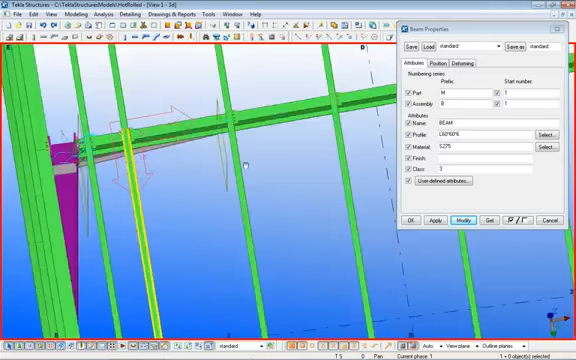 Tekla Structures - C:\TeklaStructuresModels\HotRolled - [View 1 - 3d]
File Edit View Modeling Analysis Detailing Drawings & Reports Tools Window Help
E
D
Beam Properties
Save Load standard Save as standard
Attributes Position Deforming
Numbering series
Prefix: Start number:
Part M 1
Assembly B 1
Attributes
Name: BEAM
Profile: L60*60*6 Select...
Material: S275 Select...
Finish:
Class 3
User-defined attributes...
OK Apply Modify Get Cancel
standard Auto View plane Outline planes
T S 0 Pan Current phase: 1 1 + 0 object(s) selected